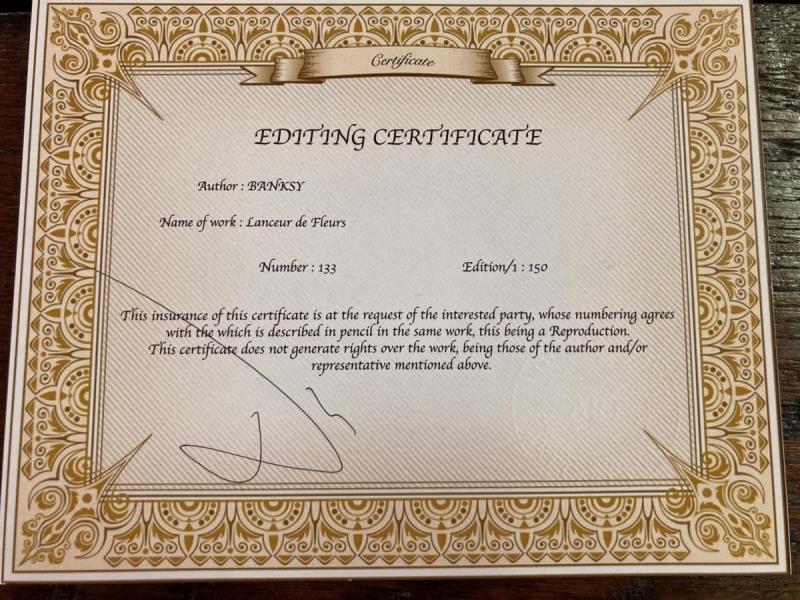 Certificate
EDITING CERTIFICATE
Author : BANKSY
Name of work : Lanceur de Fleurs
Number : 133 Edition/1 : 150
This insurance of this certificate is at the request of the interested party, whose numbering agrees
with the which is described in pencil in the same work, this being a Reproduction.
This certificate does not generate rights over the work, being those of the author and/or
representative mentioned above.
ART